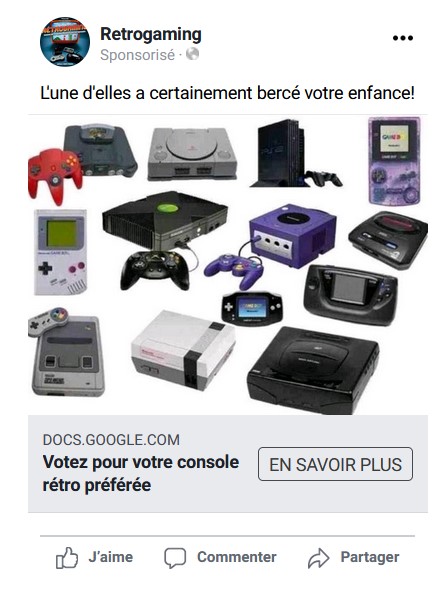 Retrogaming
Sponsorisé ·
L'une d'elles a certainement bercé votre enfance!
DOCS.GOOGLE.COM
Votez pour votre console
rétro préférée
EN SAVOIR PLUS
J'aime
Commenter
Partager